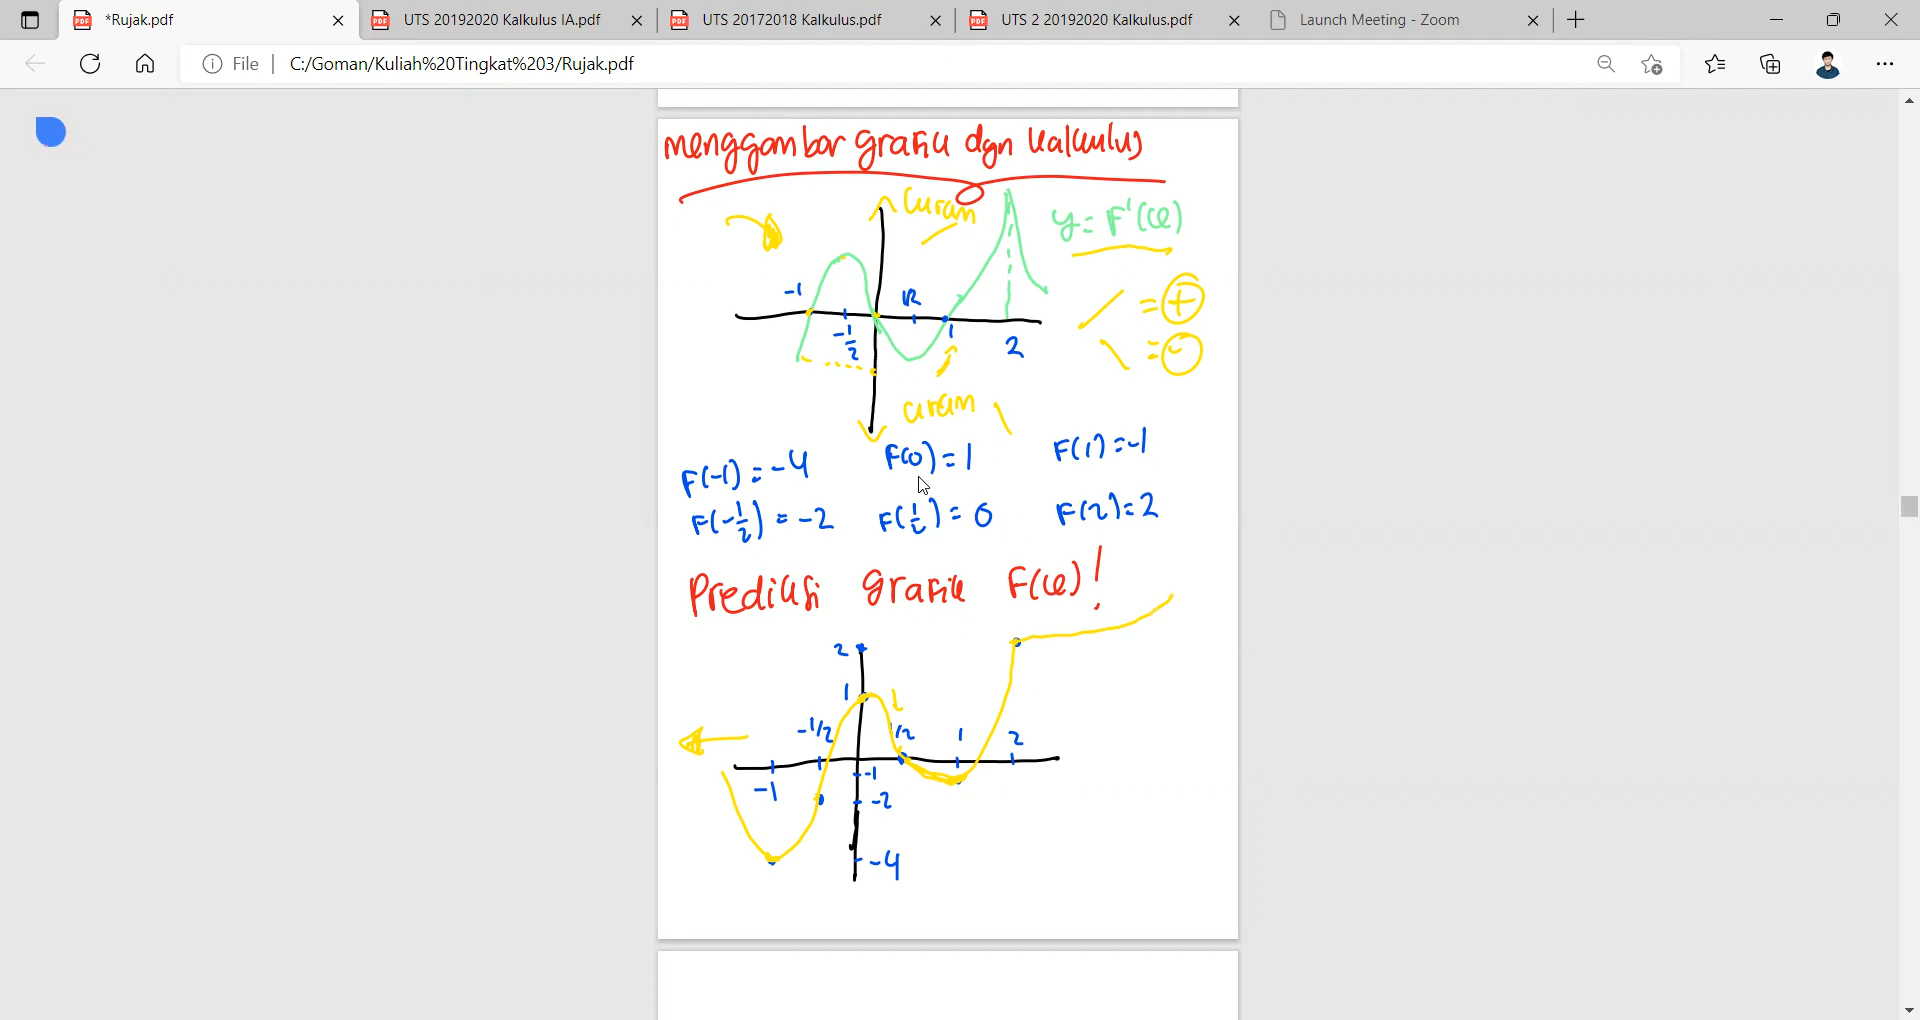 *Rujak.pdf
UTS 20192020 Kalkulus IA.pdf
UTS 20172018 Kalkulus.pdf
UTS 2 20192020 Kalkulus.pdf
Launch Meeting - Zoom
File
C:/Goman/Kuliah%20Tingkat%203/Rujak.pdf
menggambar grafik dgn kalkulus
Curam
y = F'(x)
-1
1/2
= +
-1/2
1
2
= -
curam
F(-1) = -4
F(0) = 1
F(1) = -1
F(-1/2) = -2
F(1/2) = 0
F(2) = 2
Prediksi grafik F(x)!
2
1
-1/2
1/2
1
2
-1
-1
-2
-4